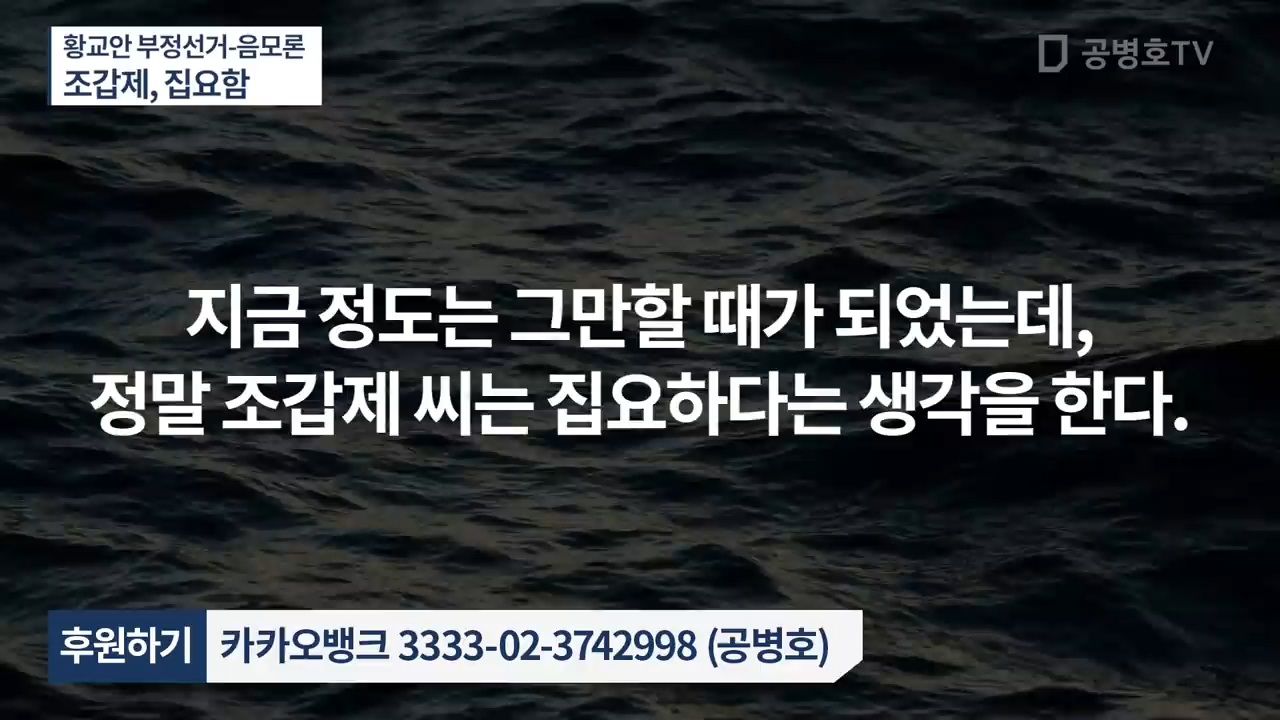 황교안 부정선거-음모론
조갑제, 집요함
공병호TV
지금 정도는 그만할 때가 되었는데,
정말 조갑제 씨는 집요하다는 생각을 한다.
후원하기 카카오뱅크 3333-02-3742998 (공병호)